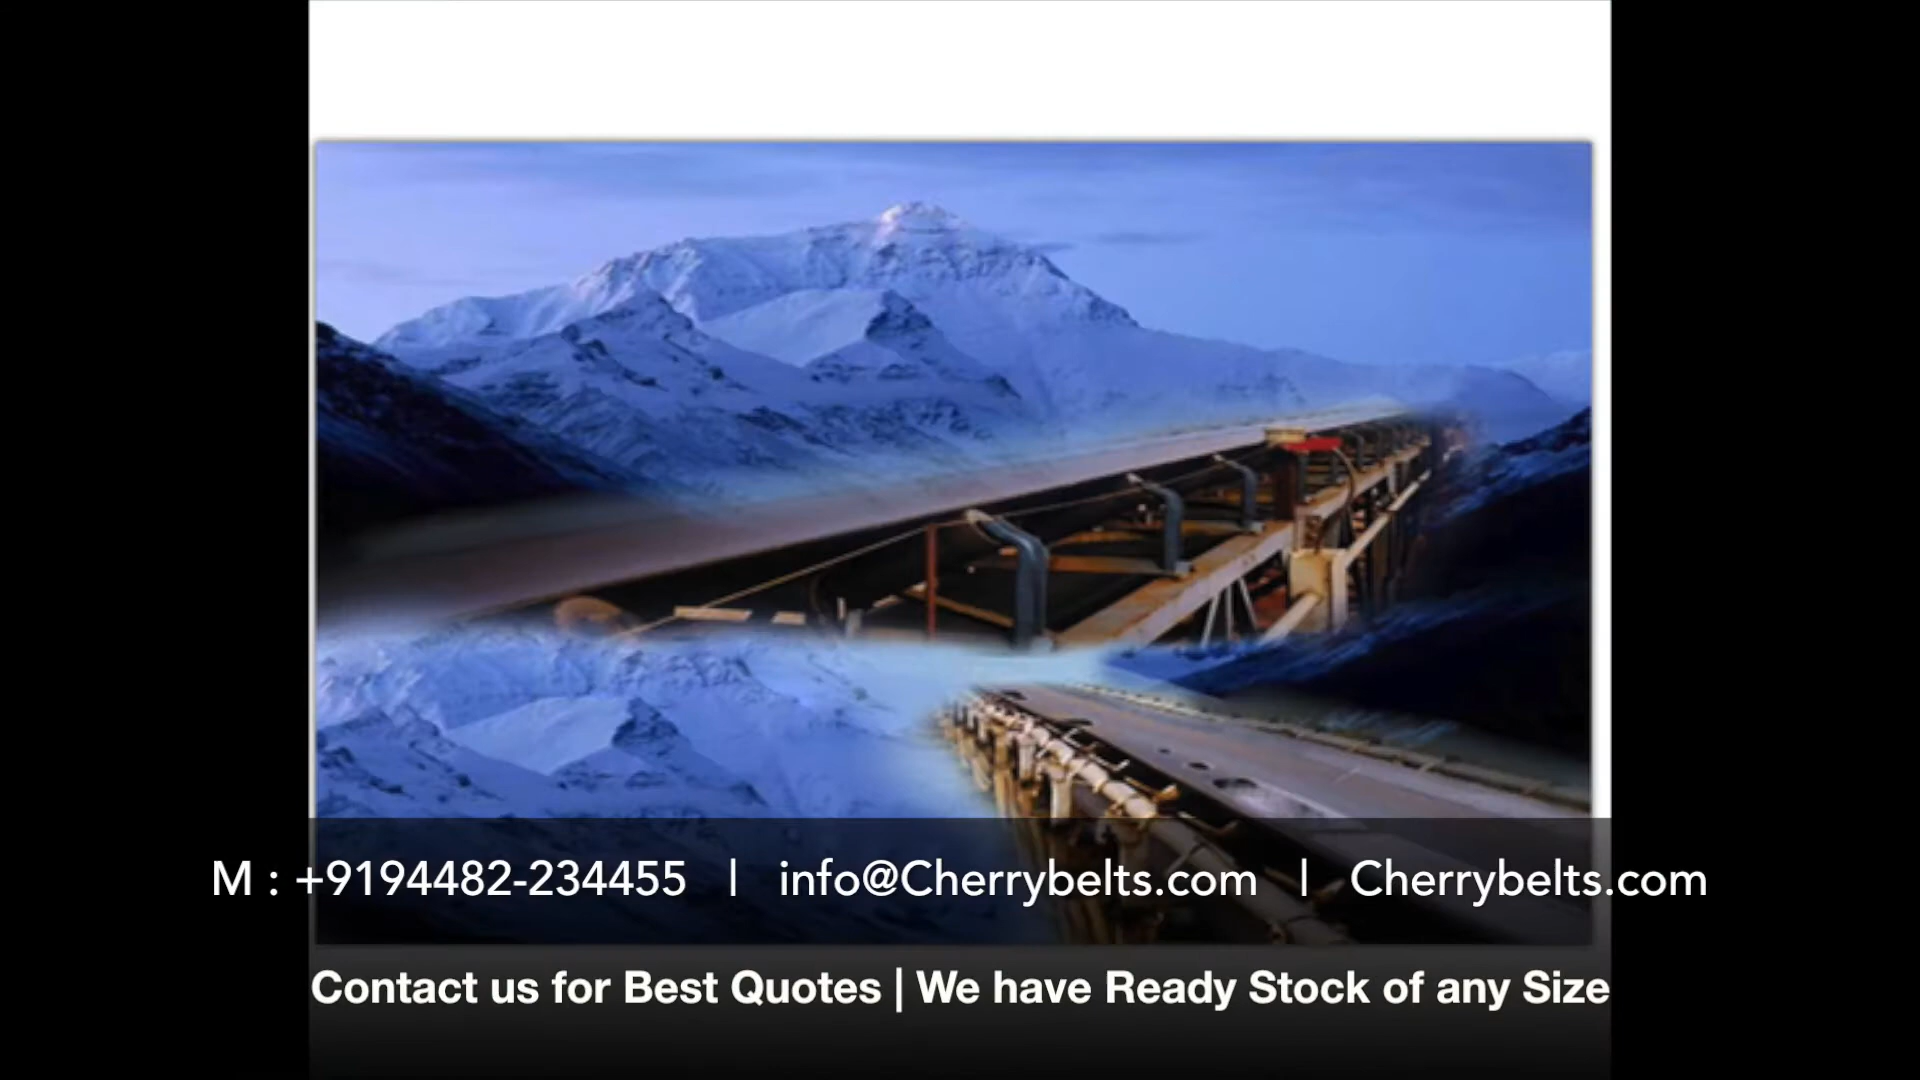 M : +9194482-234455 | info@Cherrybelts.com | Cherrybelts.com
Contact us for Best Quotes | We have Ready Stock of any Size